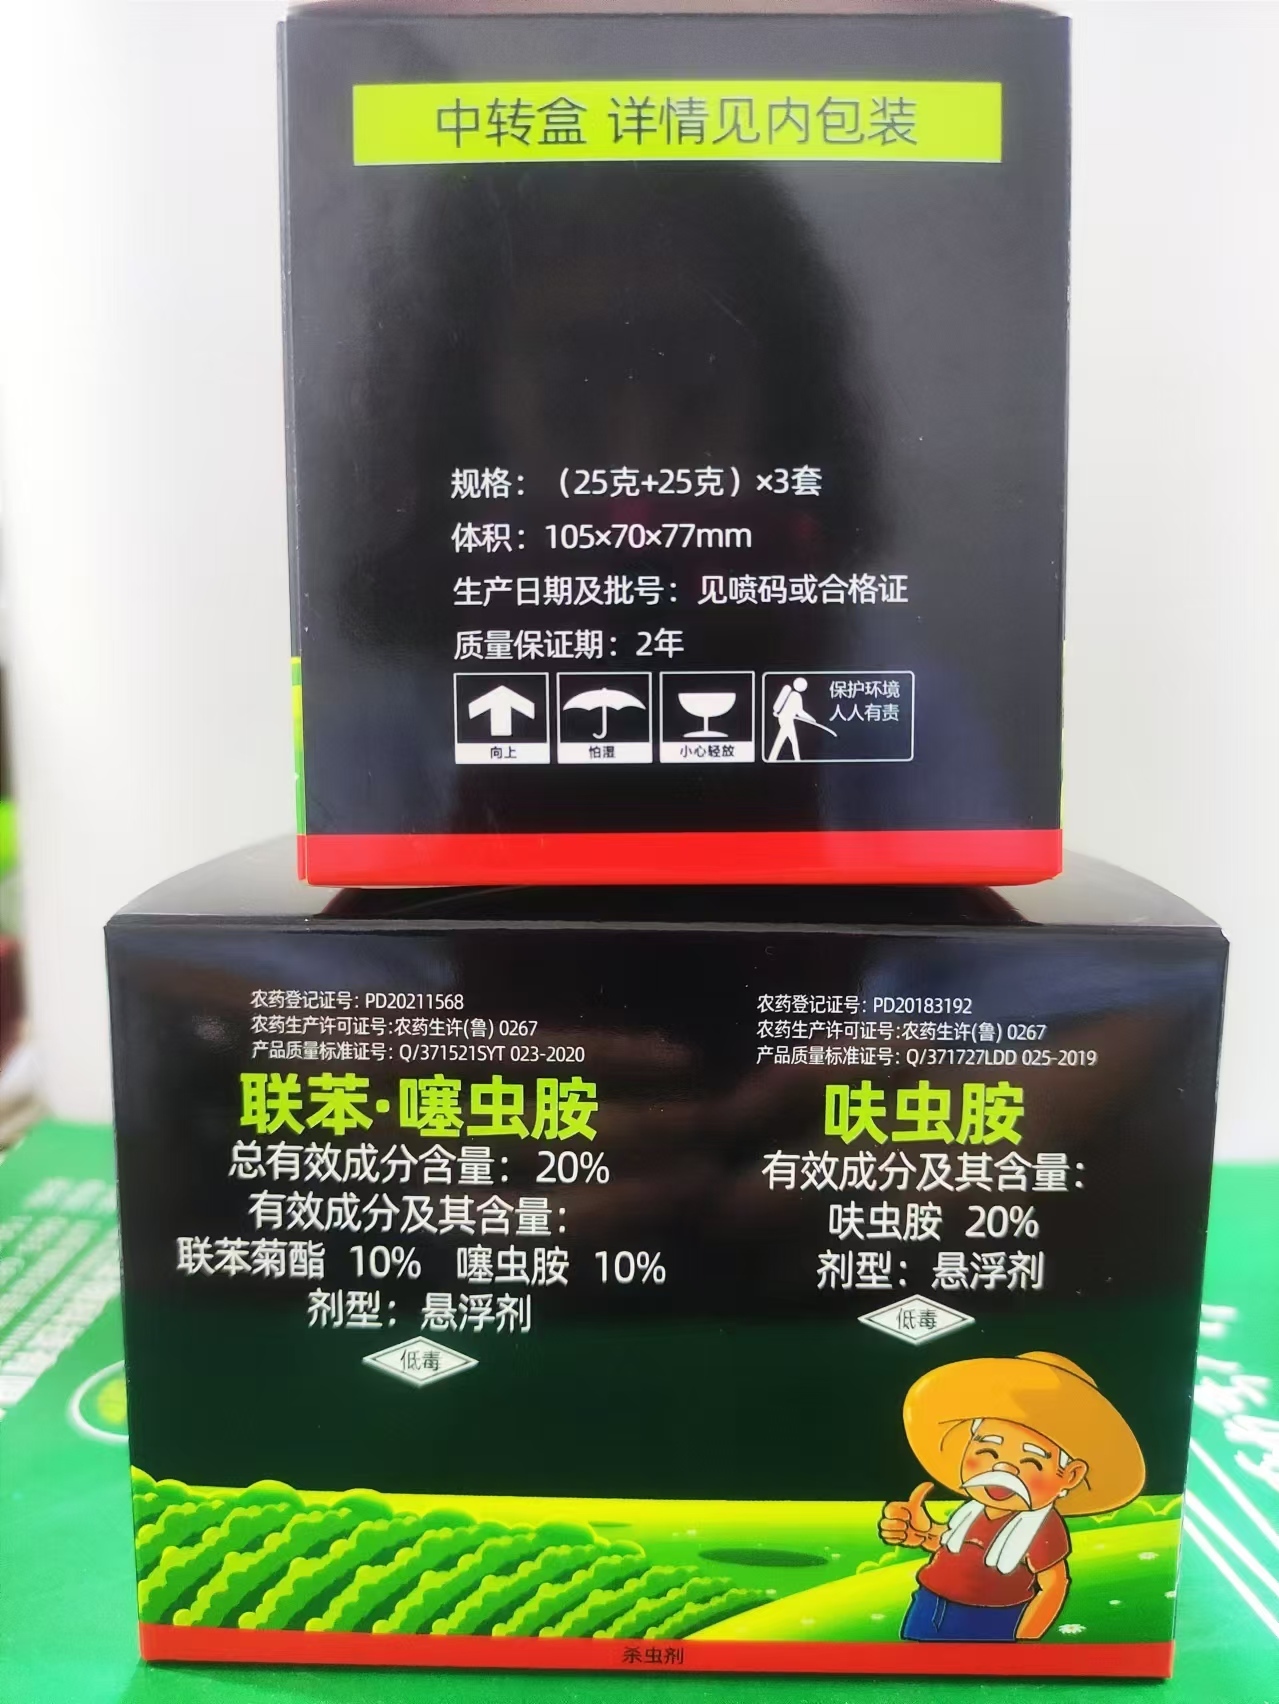 中转盒 详情见内包装
规格：（25克+25克）×3套
体积：105×70×77mm
生产日期及批号：见喷码或合格证
质量保证期：2年
向上
怕湿
小心轻放
保护环境
人人有责
农药登记证号：PD20211568
农药生产许可证号：农药生许(鲁) 0267
产品质量标准证号：Q/371521SYT 023-2020
联苯·噻虫胺
总有效成分含量：20%
有效成分及其含量：
联苯菊酯 10% 噻虫胺 10%
剂型：悬浮剂
低毒
农药登记证号：PD20183192
农药生产许可证号：农药生许(鲁) 0267
产品质量标准证号：Q/371727LDD 025-2019
呋虫胺
有效成分及其含量：
呋虫胺 20%
剂型：悬浮剂
低毒
杀虫剂